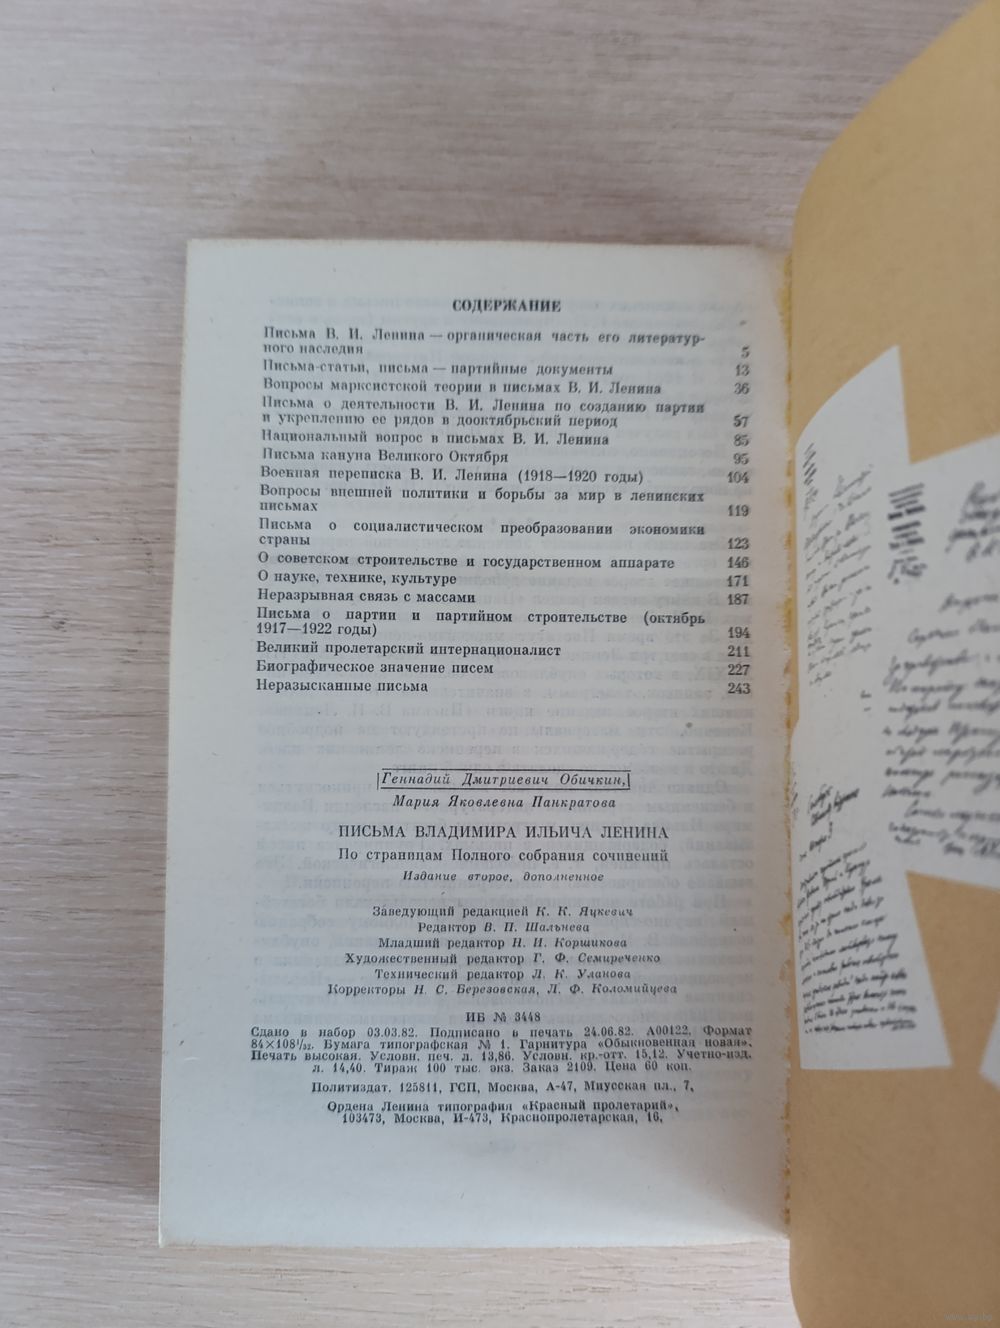 СОДЕРЖАНИЕ
Письма В. И. Ленина — органическая часть его литератур-
ного наследия 5
Письма-статьи, письма — партийные документы 13
Вопросы марксистской теории в письмах В. И. Ленина 36
Письма о деятельности В. И. Ленина по созданию партии
и укреплению ее рядов в дооктябрьский период 57
Национальный вопрос в письмах В. И. Ленина 85
Письма кануна Великого Октября 95
Военная переписка В. И. Ленина (1918—1920 годы) 104
Вопросы внешней политики и борьбы за мир в ленинских
письмах 119
Письма о социалистическом преобразовании экономики
страны 123
О советском строительстве и государственном аппарате 146
О науке, технике, культуре 171
Неразрывная связь с массами 187
Письма о партии и партийном строительстве (октябрь
1917—1922 годы) 194
Великий пролетарский интернационалист 211
Биографическое значение писем 227
Неразысканные письма 243
Геннадий Дмитриевич Обичкин,
Мария Яковлевна Панкратова
ПИСЬМА ВЛАДИМИРА ИЛЬИЧА ЛЕНИНА
По страницам Полного собрания сочинений
Издание второе, дополненное
Заведующий редакцией К. К. Яцкевич
Редактор В. П. Шалынева
Младший редактор Н. И. Коршикова
Художественный редактор Г. Ф. Семиреченко
Технический редактор Л. К. Уланова
Корректоры Н. С. Березовская, Л. Ф. Коломийцева
ИБ № 3448
Сдано в набор 03.03.82. Подписано в печать 24.06.82. А00122. Формат
84×108¹/₃₂. Бумага типографская № 1. Гарнитура «Обыкновенная новая».
Печать высокая. Условн. печ. л. 13,86. Условн. кр.-отт. 15,12. Учетно-изд.
л. 14,40. Тираж 100 тыс. экз. Заказ 2109. Цена 60 коп.
Политиздат. 125811, ГСП, Москва, А-47, Миусская пл., 7.
Ордена Ленина типография «Красный пролетарий».
103473, Москва, И-473, Краснопролетарская, 16.